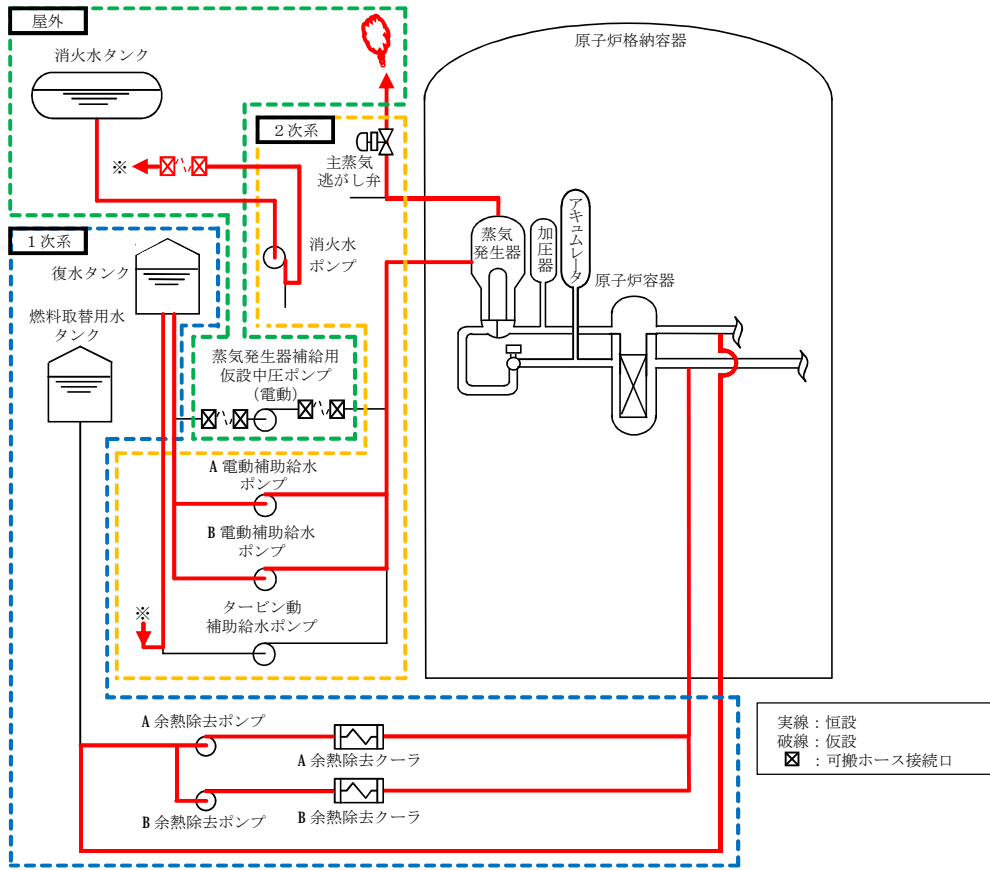 屋外
消火水タンク
※
2次系
主蒸気
逃がし弁
消火水
ポンプ
1次系
復水タンク
燃料取替用水
タンク
蒸気発生器補給用
仮設中圧ポンプ
(電動)
A 電動補助給水
ポンプ
B 電動補助給水
ポンプ
タービン動
補助給水ポンプ
※
原子炉格納容器
蒸気
発生器
加圧器
アキュムレータ
原子炉容器
A 余熱除去ポンプ
A 余熱除去クーラ
B 余熱除去ポンプ
B 余熱除去クーラ
実線：恒設
破線：仮設
：可搬ホース接続口